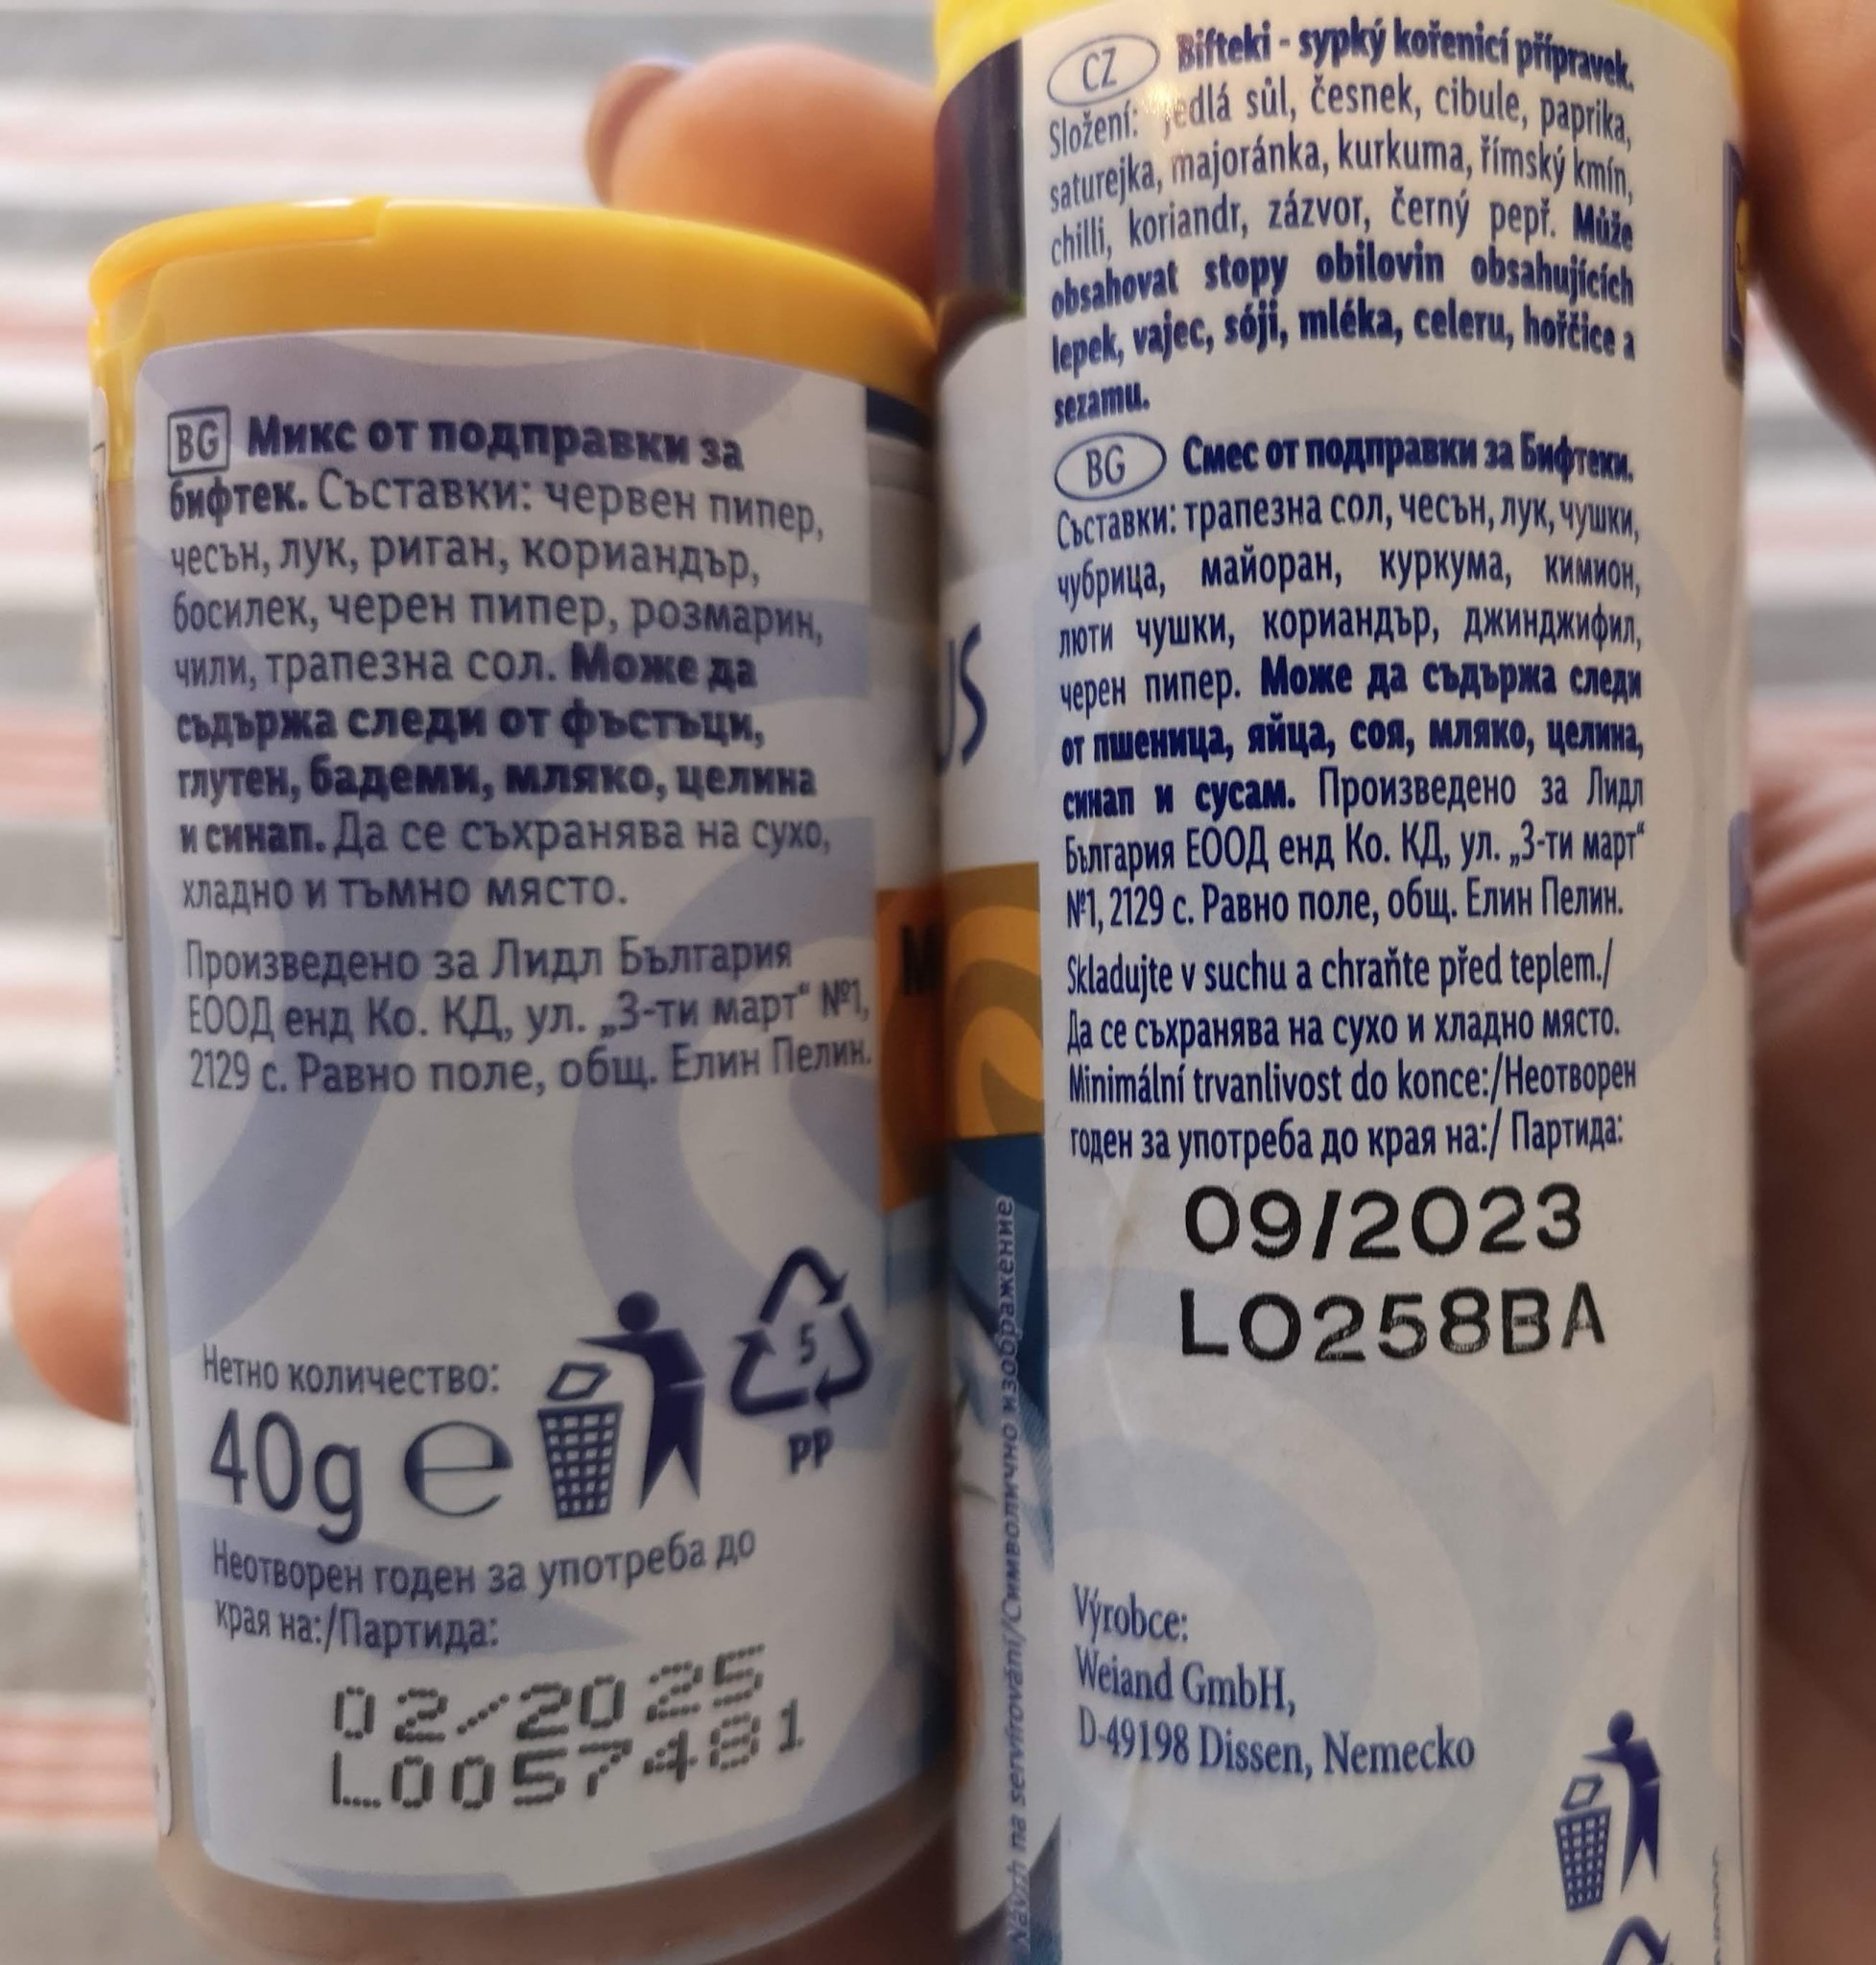 BG Микс от подправки за
бифтек. Съставки: червен пипер,
чесън, лук, риган, кориандър,
босилек, черен пипер, розмарин,
чили, трапезна сол. Може да
съдържа следи от фъстъци,
глутен, бадеми, мляко, целина
и синап. Да се съхранява на сухо,
хладно и тъмно място.
Произведено за Лидл България
ЕООД енд Ко. КД, ул. „3-ти март“ №1,
2129 с. Равно поле, общ. Елин Пелин.
Нетно количество:
40g e
5
PP
Неотворен годен за употреба до
края на:/Партида:
02/2025
L0057481
US
CZ Bifteki - sypký kořenicí přípravek.
Složení: jedlá sůl, česnek, cibule, paprika,
saturejka, majoránka, kurkuma, římský kmín,
chilli, koriandr, zázvor, černý pepř. Může
obsahovat stopy obilovin obsahujících
lepek, vajec, sóji, mléka, celeru, hořčice a
sezamu.
BG Смес от подправки за Бифтеки.
Съставки: трапезна сол, чесън, лук, чушки,
чубрица, майоран, куркума, кимион,
люти чушки, кориандър, джинджифил,
черен пипер. Може да съдържа следи
от пшеница, яйца, соя, мляко, целина,
синап и сусам. Произведено за Лидл
България ЕООД енд Ко. КД, ул. „3-ти март“
№1, 2129 с. Равно поле, общ. Елин Пелин.
Skladujte v suchu a chraňte před teplem./
Да се съхранява на сухо и хладно място.
Minimální trvanlivost do konce:/Неотворен
годен за употреба до края на:/ Партида:
09/2023
L0258BA
Výrobce:
Weiand GmbH,
D-49198 Dissen, Nemecko
Návrh na servírování/Символично изображение